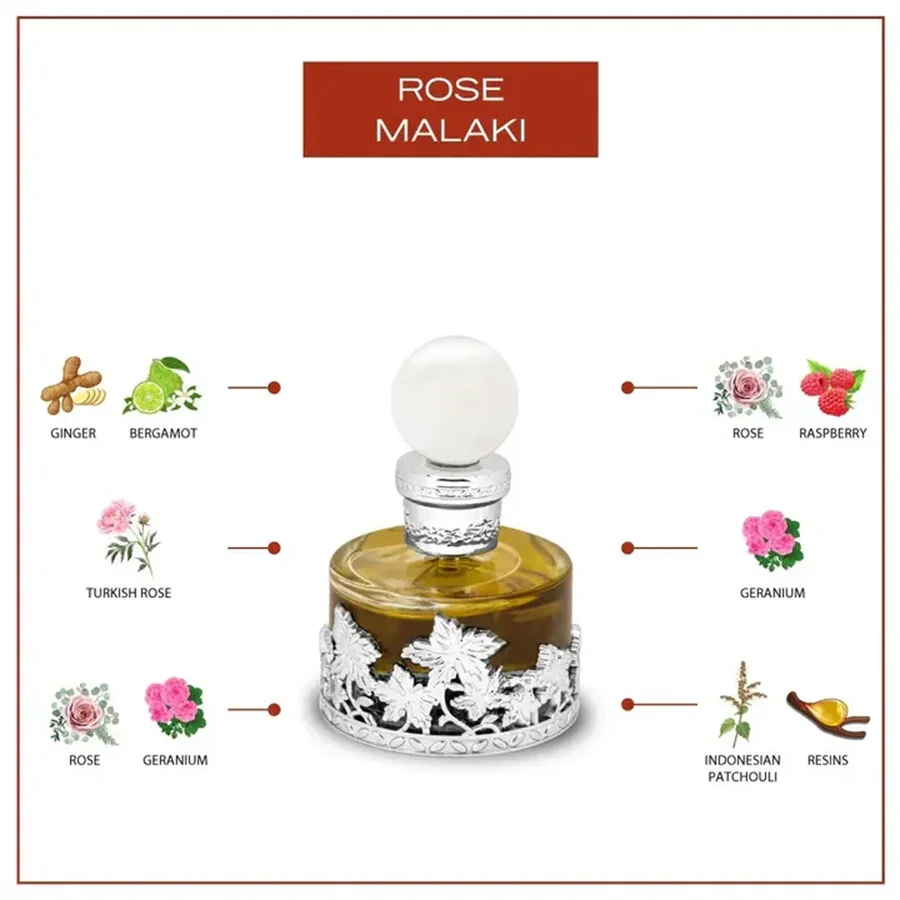 ROSE
MALAKI
GINGER
BERGAMOT
ROSE
RASPBERRY
TURKISH ROSE
GERANIUM
ROSE
GERANIUM
INDONESIAN
PATCHOULI
RESINS